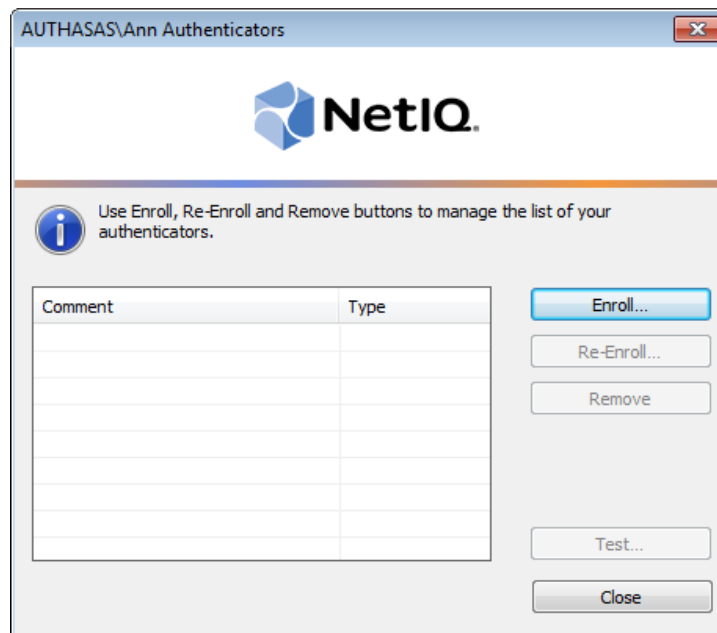 AUTHASAS\Ann Authenticators
NetIQ.
Use Enroll, Re-Enroll and Remove buttons to manage the list of your
authenticators.
Comment Type
Enroll...
Re-Enroll...
Remove
Test...
Close